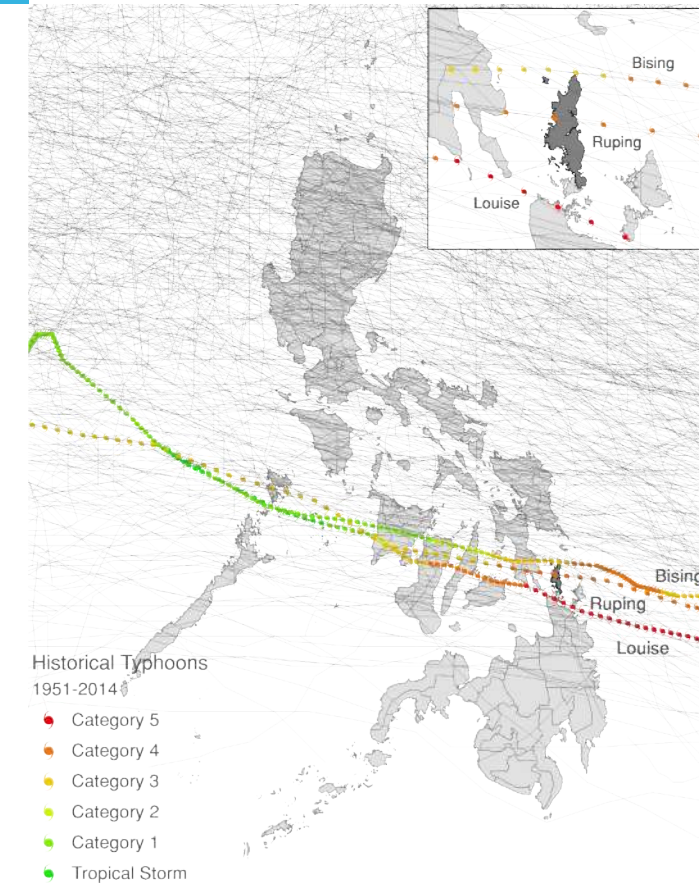 Bising
Ruping
Louise
Bising
Ruping
Louise
Historical Typhoons
1951-2014
Category 5
Category 4
Category 3
Category 2
Category 1
Tropical Storm